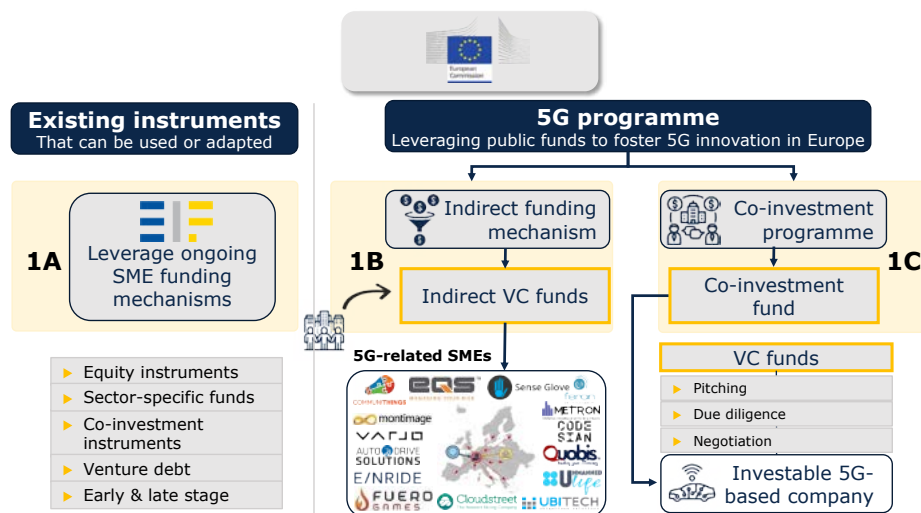 European
Commission
Existing instruments
That can be used or adapted
5G programme
Leveraging public funds to foster 5G innovation in Europe
1A
Leverage ongoing
SME funding
mechanisms
1B
Indirect funding
mechanism
Indirect VC funds
1C
Co-investment
programme
Co-investment
fund
Equity instruments
Sector-specific funds
Co-investment
instruments
Venture debt
Early & late stage
5G-related SMEs
COMMUNITHINGS
EQS
Sense Glove
montimage
METRON
VARJO
CODE
SIAN
AUTO DRIVE
SOLUTIONS
Quobis
E/NRIDE
UNMANNED
Life
FUERO
GAMES
Cloudstreet
UBITECH
VC funds
Pitching
Due diligence
Negotiation
Investable 5G-
based company